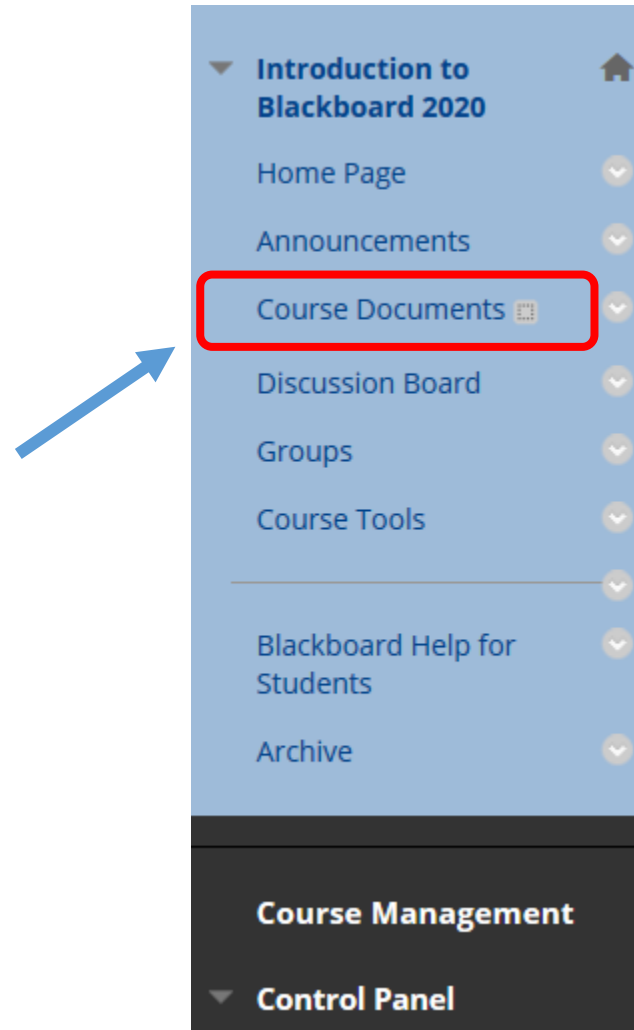 Introduction to
Blackboard 2020
Home Page
Announcements
Course Documents
Discussion Board
Groups
Course Tools
Blackboard Help for
Students
Archive
Course Management
Control Panel